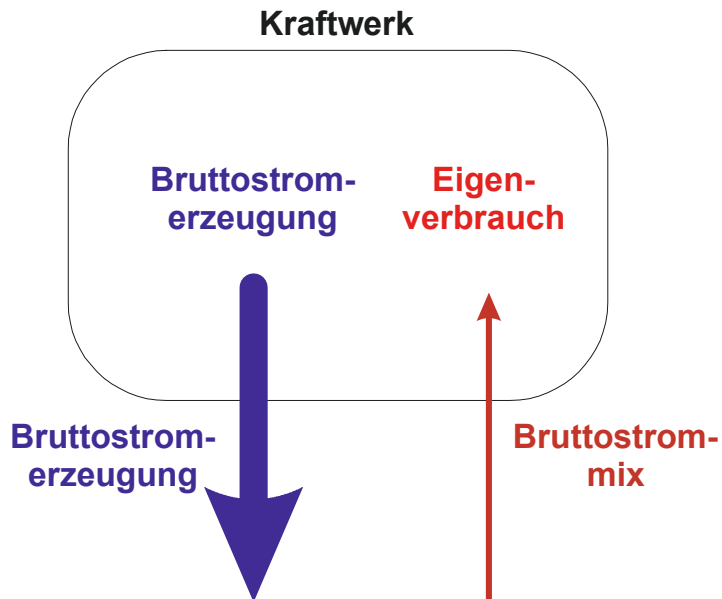 Kraftwerk
Bruttostrom-
erzeugung
Eigen-
verbrauch
Bruttostrom-
erzeugung
Bruttostrom-
mix